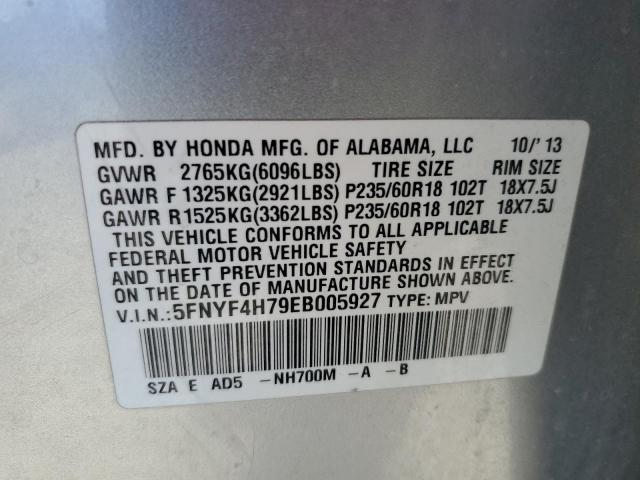 MFD. BY HONDA MFG. OF ALABAMA, LLC 10/'13
GVWR 2765KG(6096LBS) TIRE SIZE RIM SIZE
GAWR F 1325KG(2921LBS) P235/60R18 102T 18X7.5J
GAWR R1525KG(3362LBS) P235/60R18 102T 18X7.5J
THIS VEHICLE CONFORMS TO ALL APPLICABLE
FEDERAL MOTOR VEHICLE SAFETY
AND THEFT PREVENTION STANDARDS IN EFFECT
ON THE DATE OF MANUFACTURE SHOWN ABOVE.
V.I.N.:5FNYF4H79EB005927 TYPE: MPV
SZA E AD5 -NH700M -A -B